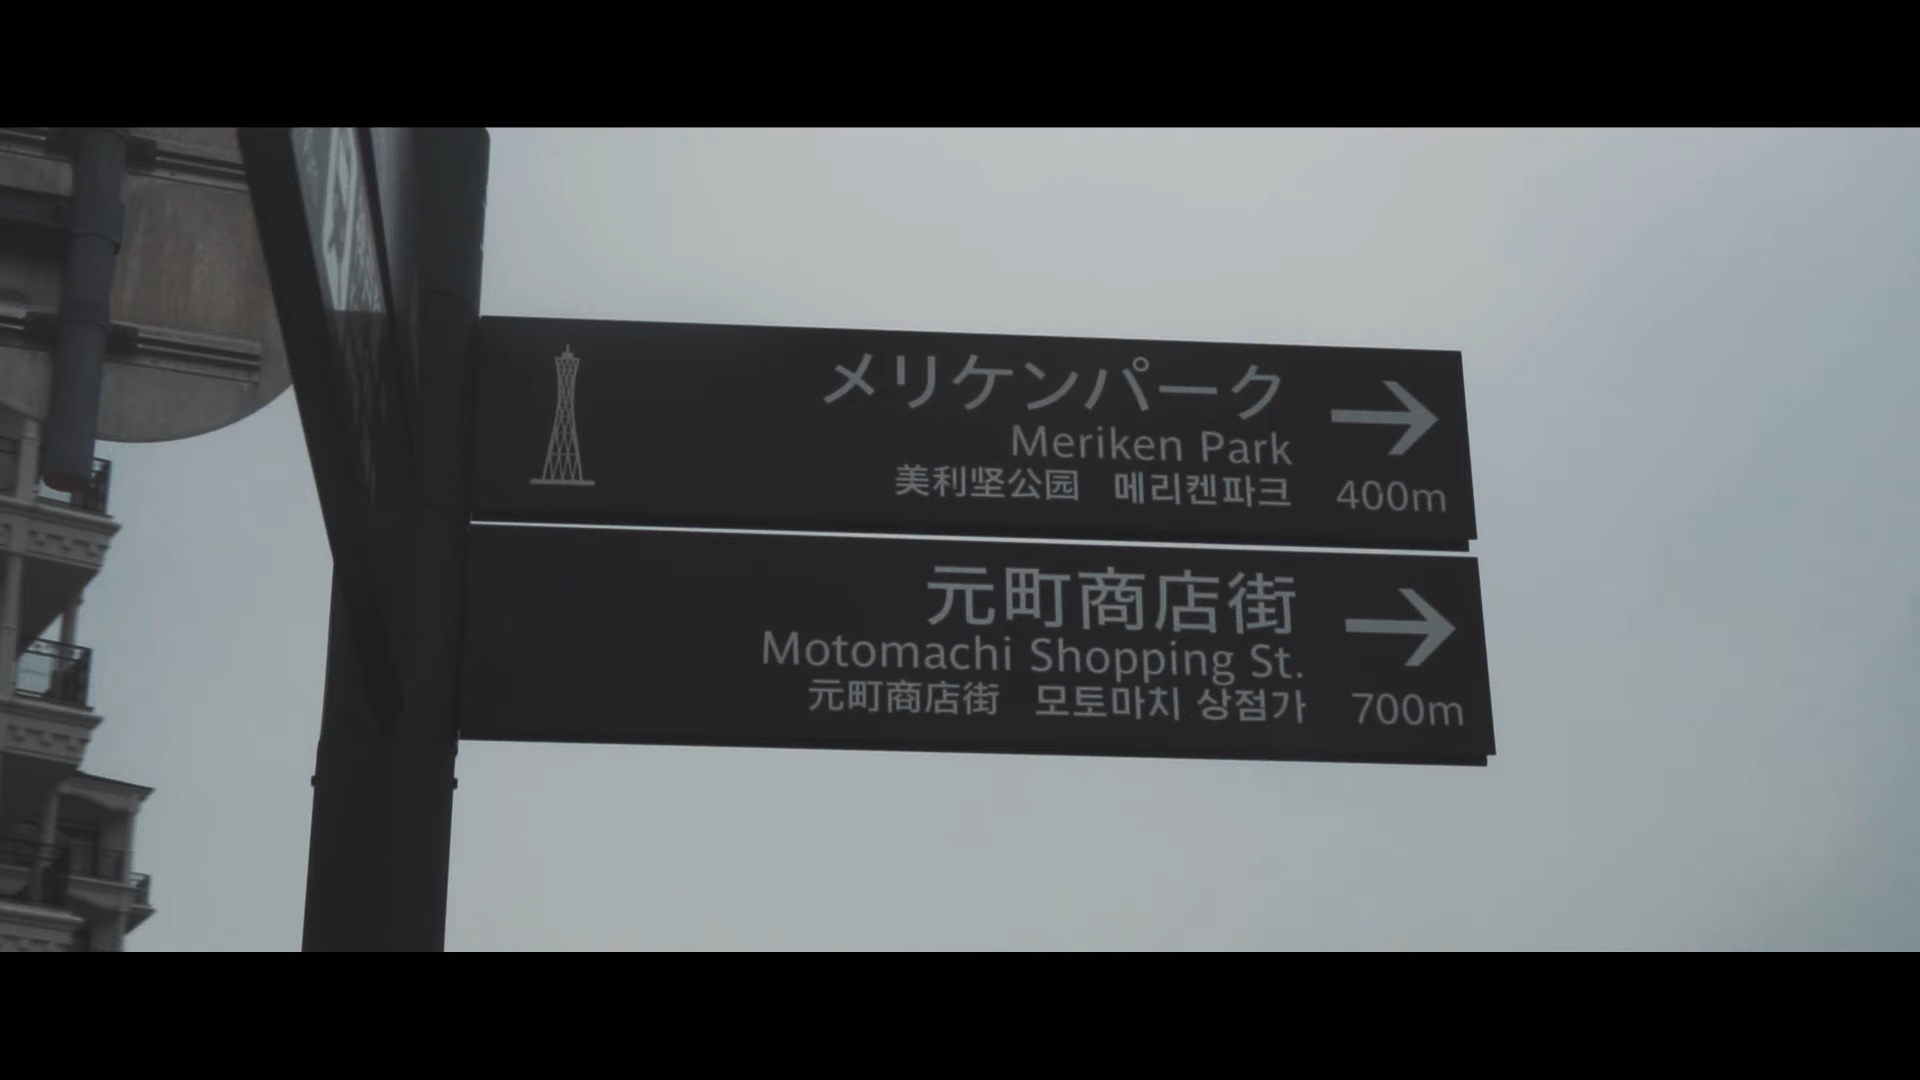 メリケンパーク
Meriken Park
美利坚公园 메리켄파크 400m
元町商店街
Motomachi Shopping St.
元町商店街 모토마치 상점가 700m